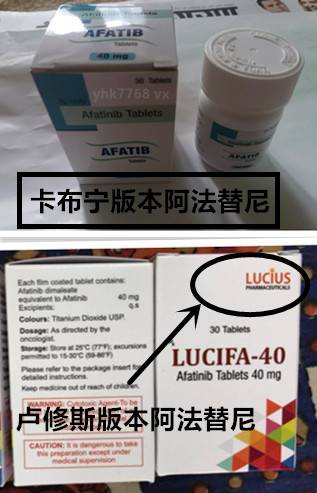 AFATIB
Tablets
40 mg
30 Tablets
Afatinib Tablets
yhk7768 vx
AFATIB
Tablets
AFATIB
卡布宁版本阿法替尼
Each film coated tablet contains:
Afatinib dimaleate
equivalent to Afatinib 40 mg
Excipients: q.s
Colours: Titanium Dioxide USP.
Dosage: As directed by the
oncologist.
Storage: Store at 25°C (77°F); excursions
permitted to 15-30°C (59-86°F)
Please refer to the package insert for
detailed instructions.
Keep medicine out of reach of children.
WARNING: Cytotoxic Agent-To be
CAUTION: It is dangerous to take
this preparation except under
medical supervision
LUCIUS
PHARMACEUTICALS
30 Tablets
LUCIFA-40
Afatinib Tablets 40 mg
卢修斯版本阿法替尼